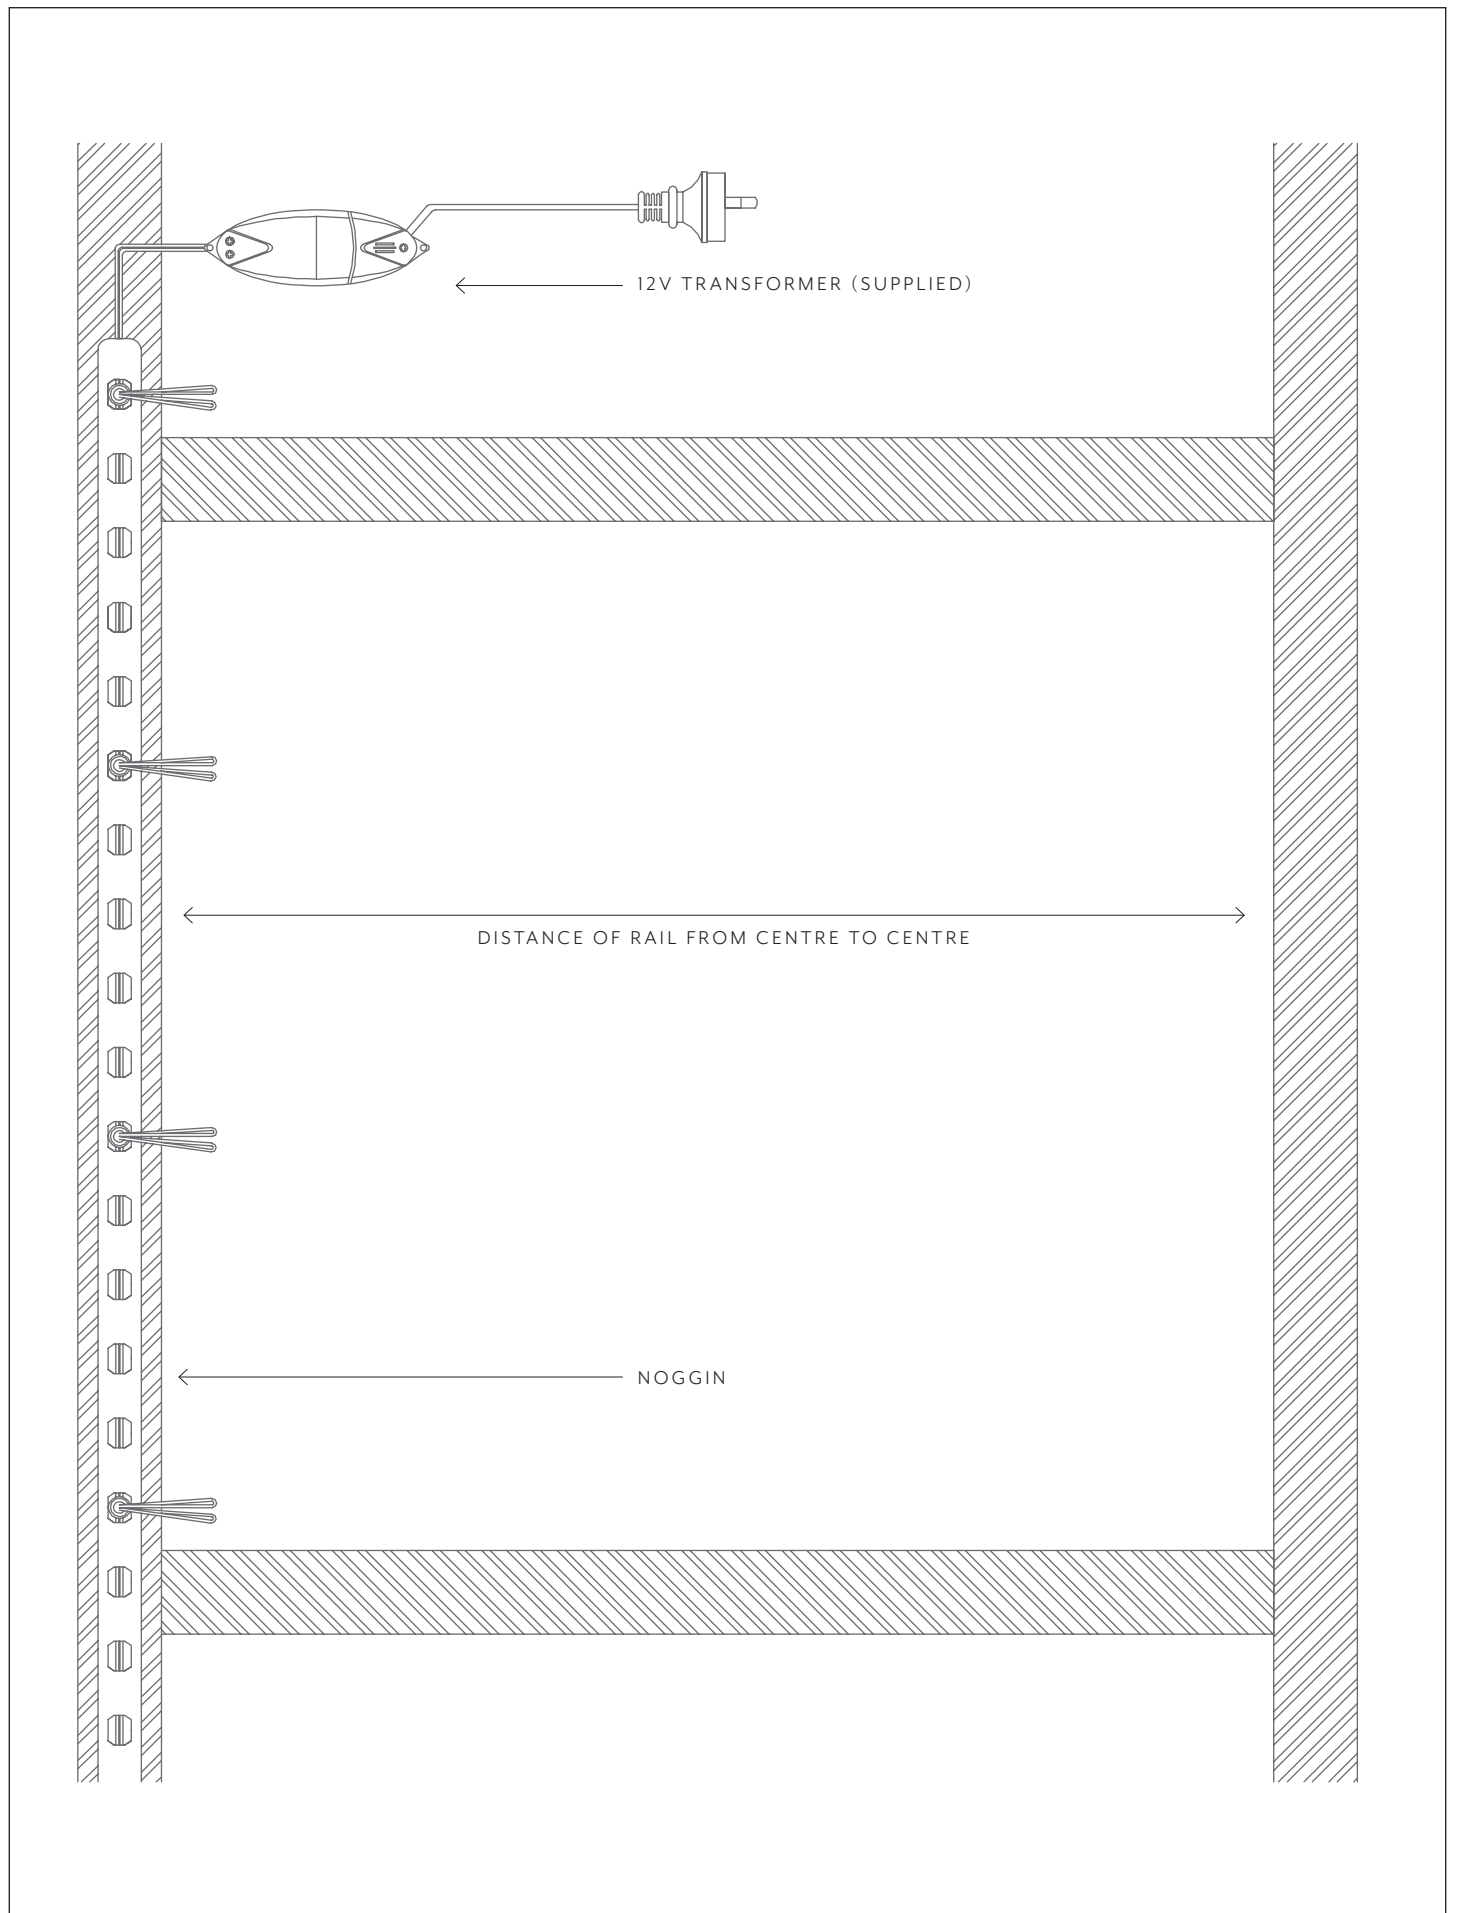 12V TRANSFORMER (SUPPLIED)
DISTANCE OF RAIL FROM CENTRE TO CENTRE
NOGGIN